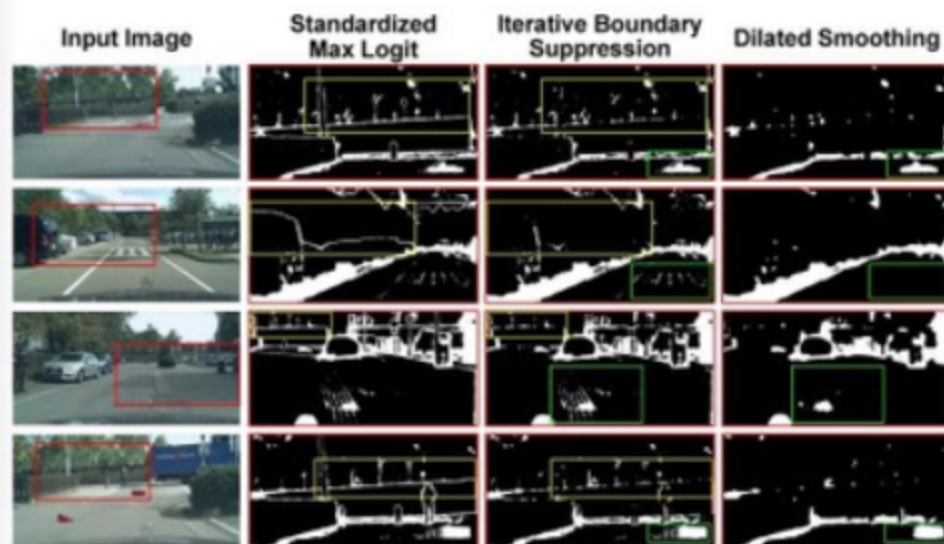 Input Image
Standardized
Max Logit
Iterative Boundary
Suppression
Dilated Smoothing